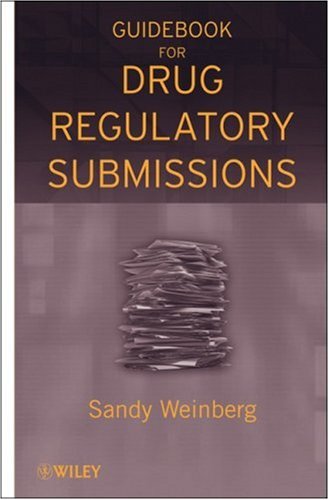 GUIDEBOOK
FOR
DRUG
REGULATORY
SUBMISSIONS
Sandy Weinberg
WILEY